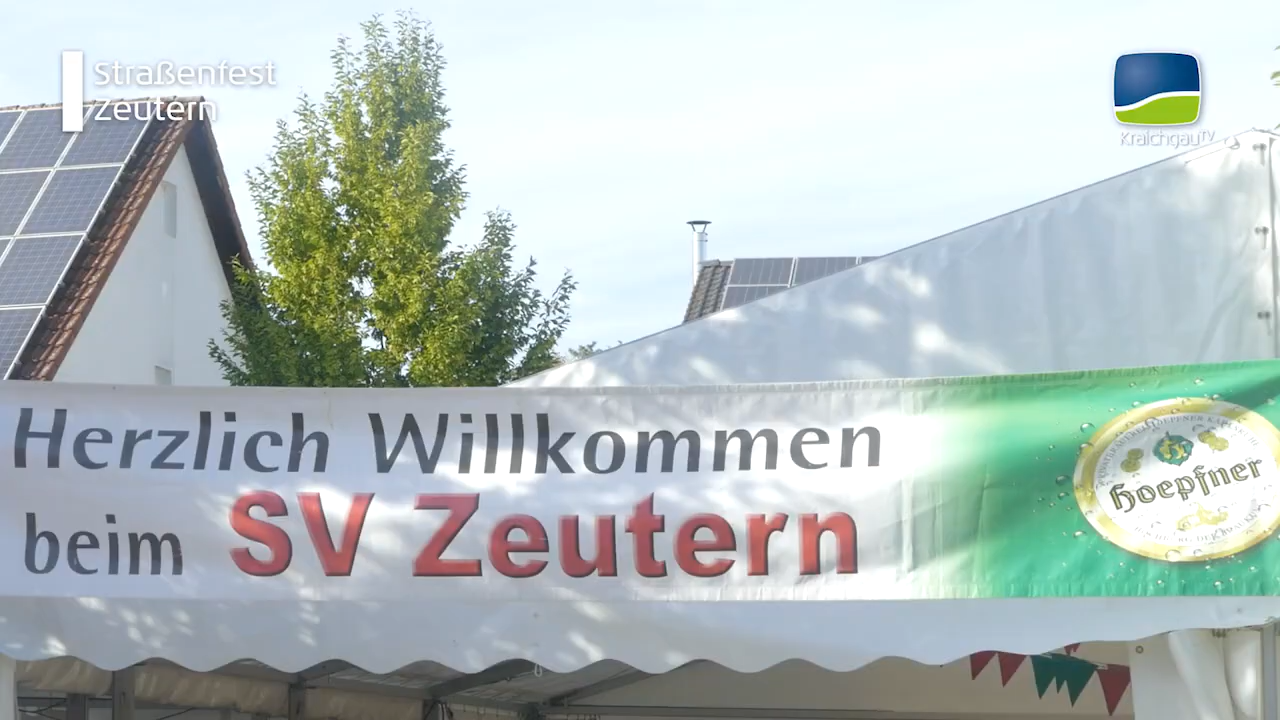 Straßenfest
Zeutern
KraichgauTV
Herzlich Willkommen
beim SV Zeutern
Hoepfner